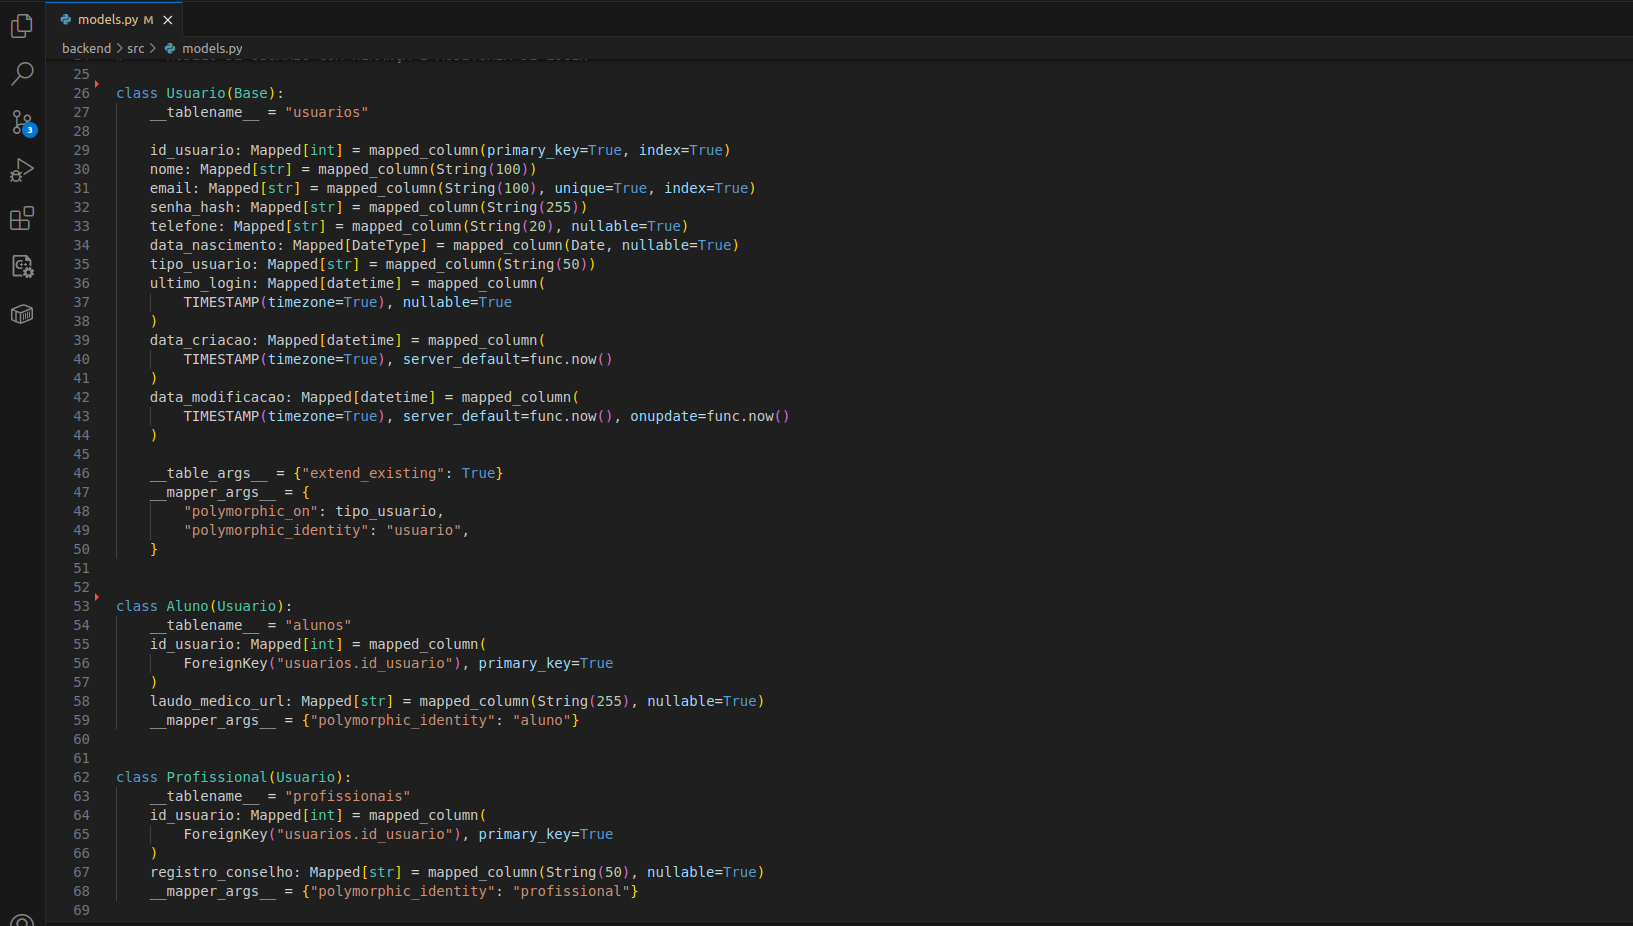 models.py M
backend > src > models.py
25
26 class Usuario(Base):
27     __tablename__ = "usuarios"
28
29     id_usuario: Mapped[int] = mapped_column(primary_key=True, index=True)
30     nome: Mapped[str] = mapped_column(String(100))
31     email: Mapped[str] = mapped_column(String(100), unique=True, index=True)
32     senha_hash: Mapped[str] = mapped_column(String(255))
33     telefone: Mapped[str] = mapped_column(String(20), nullable=True)
34     data_nascimento: Mapped[DateType] = mapped_column(Date, nullable=True)
35     tipo_usuario: Mapped[str] = mapped_column(String(50))
36     ultimo_login: Mapped[datetime] = mapped_column(
37         TIMESTAMP(timezone=True), nullable=True
38     )
39     data_criacao: Mapped[datetime] = mapped_column(
40         TIMESTAMP(timezone=True), server_default=func.now()
41     )
42     data_modificacao: Mapped[datetime] = mapped_column(
43         TIMESTAMP(timezone=True), server_default=func.now(), onupdate=func.now()
44     )
45
46     __table_args__ = {"extend_existing": True}
47     __mapper_args__ = {
48         "polymorphic_on": tipo_usuario,
49         "polymorphic_identity": "usuario",
50     }
51
52
53 class Aluno(Usuario):
54     __tablename__ = "alunos"
55     id_usuario: Mapped[int] = mapped_column(
56         ForeignKey("usuarios.id_usuario"), primary_key=True
57     )
58     laudo_medico_url: Mapped[str] = mapped_column(String(255), nullable=True)
59     __mapper_args__ = {"polymorphic_identity": "aluno"}
60
61
62 class Profissional(Usuario):
63     __tablename__ = "profissionais"
64     id_usuario: Mapped[int] = mapped_column(
65         ForeignKey("usuarios.id_usuario"), primary_key=True
66     )
67     registro_conselho: Mapped[str] = mapped_column(String(50), nullable=True)
68     __mapper_args__ = {"polymorphic_identity": "profissional"}
69
3